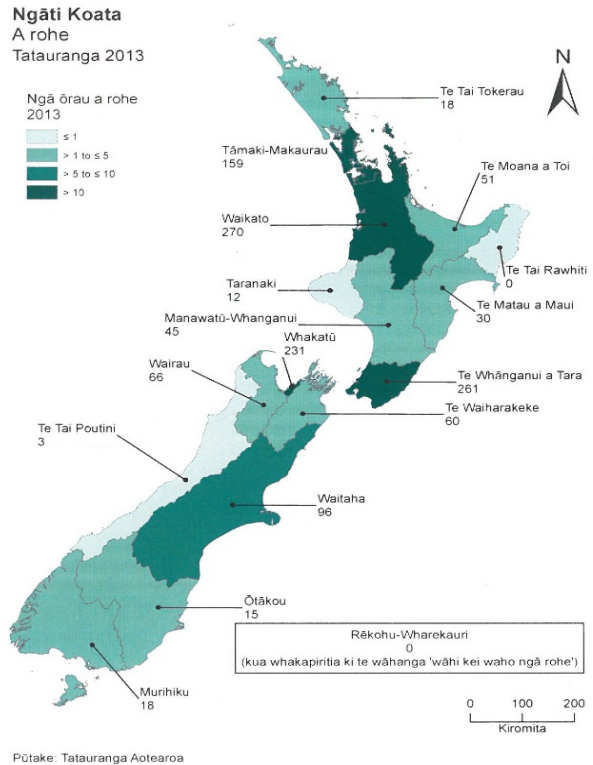 Ngāti Koata
A rohe
Tatauranga 2013
N
Ngā ōrau a rohe
2013
≤ 1
> 1 to ≤ 5
> 5 to ≤ 10
> 10
Te Tai Tokerau
18
Tāmaki-Makaurau
159
Te Moana a Toi
51
Waikato
270
Te Tai Rawhiti
0
Taranaki
12
Te Matau a Maui
30
Manawatū-Whanganui
45
Whakatū
231
Wairau
66
Te Whānganui a Tara
261
Te Waiharakeke
60
Te Tai Poutini
3
Waitaha
96
Ōtākou
15
Rēkohu-Wharekauri
0
(kua whakapiritia ki te wāhanga 'wāhi kei waho ngā rohe')
Murihiku
18
0 100 200
Kiromita
Pūtake: Tatauranga Aotearoa